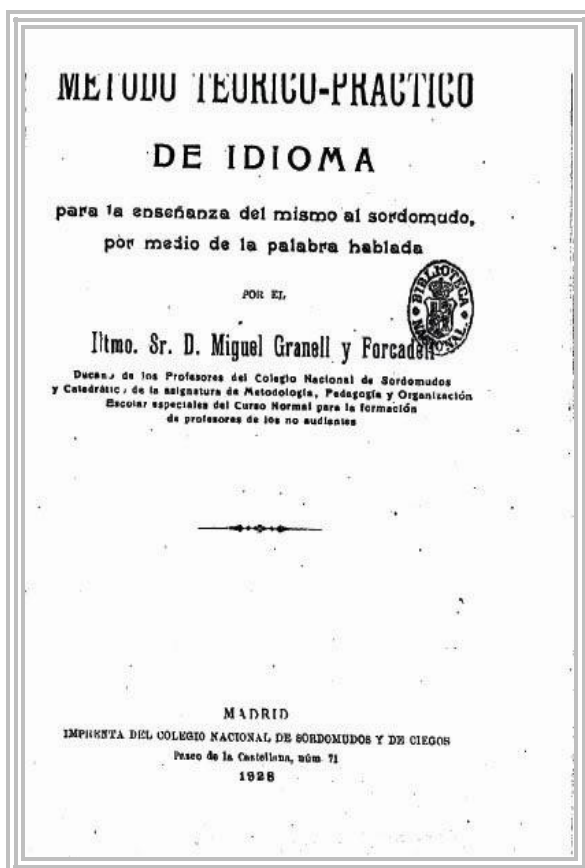 METODO TEORICO-PRACTICO
DE IDIOMA
para la enseñanza del mismo al sordomudo,
por medio de la palabra hablada
POR EL
BIBLIOTECA NACIONAL
Iltmo. Sr. D. Miguel Granell y Forcadell
Decano de los Profesores del Colegio Nacional de Sordomudos
y Catedrático de la asignatura de Metodología, Pedagogía y Organización
Escolar especiales del Curso Normal para la formación
de profesores de los no audiantes
MADRID
IMPRENTA DEL COLEGIO NACIONAL DE SORDOMUDOS Y DE CIEGOS
Paseo de la Castellana, núm. 71
1928